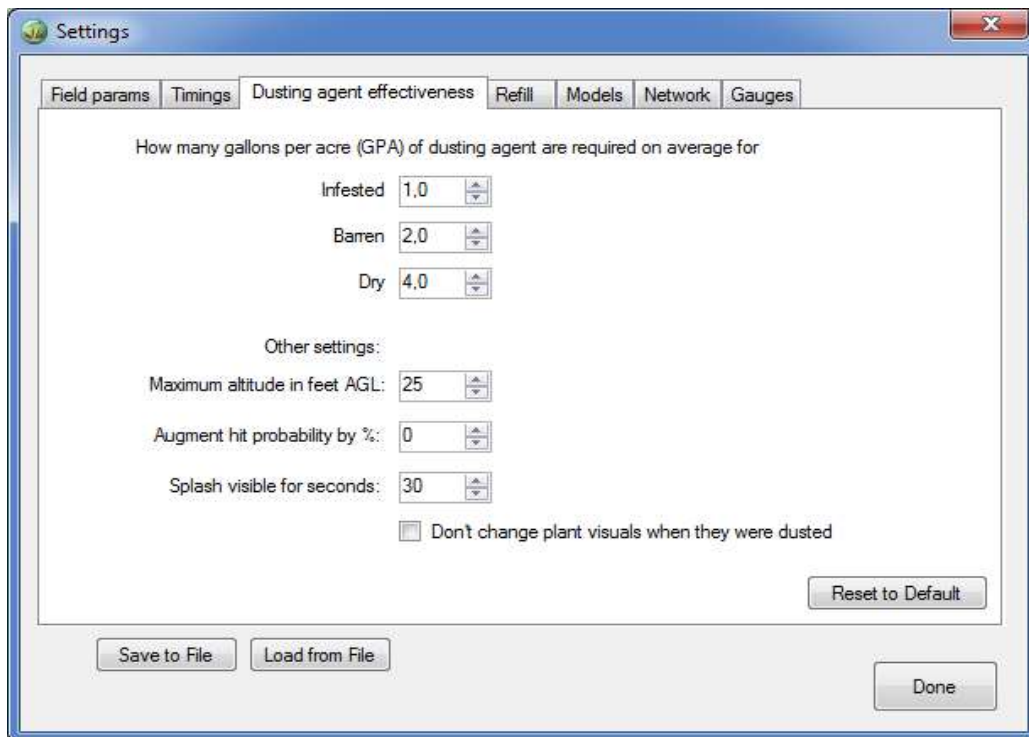 Settings
Field params Timings Dusting agent effectiveness Refill Models Network Gauges
How many gallons per acre (GPA) of dusting agent are required on average for
Infested 1,0
Barren 2,0
Dry 4,0
Other settings:
Maximum altitude in feet AGL: 25
Augment hit probability by %: 0
Splash visible for seconds: 30
Don't change plant visuals when they were dusted
Reset to Default
Save to File Load from File
Done